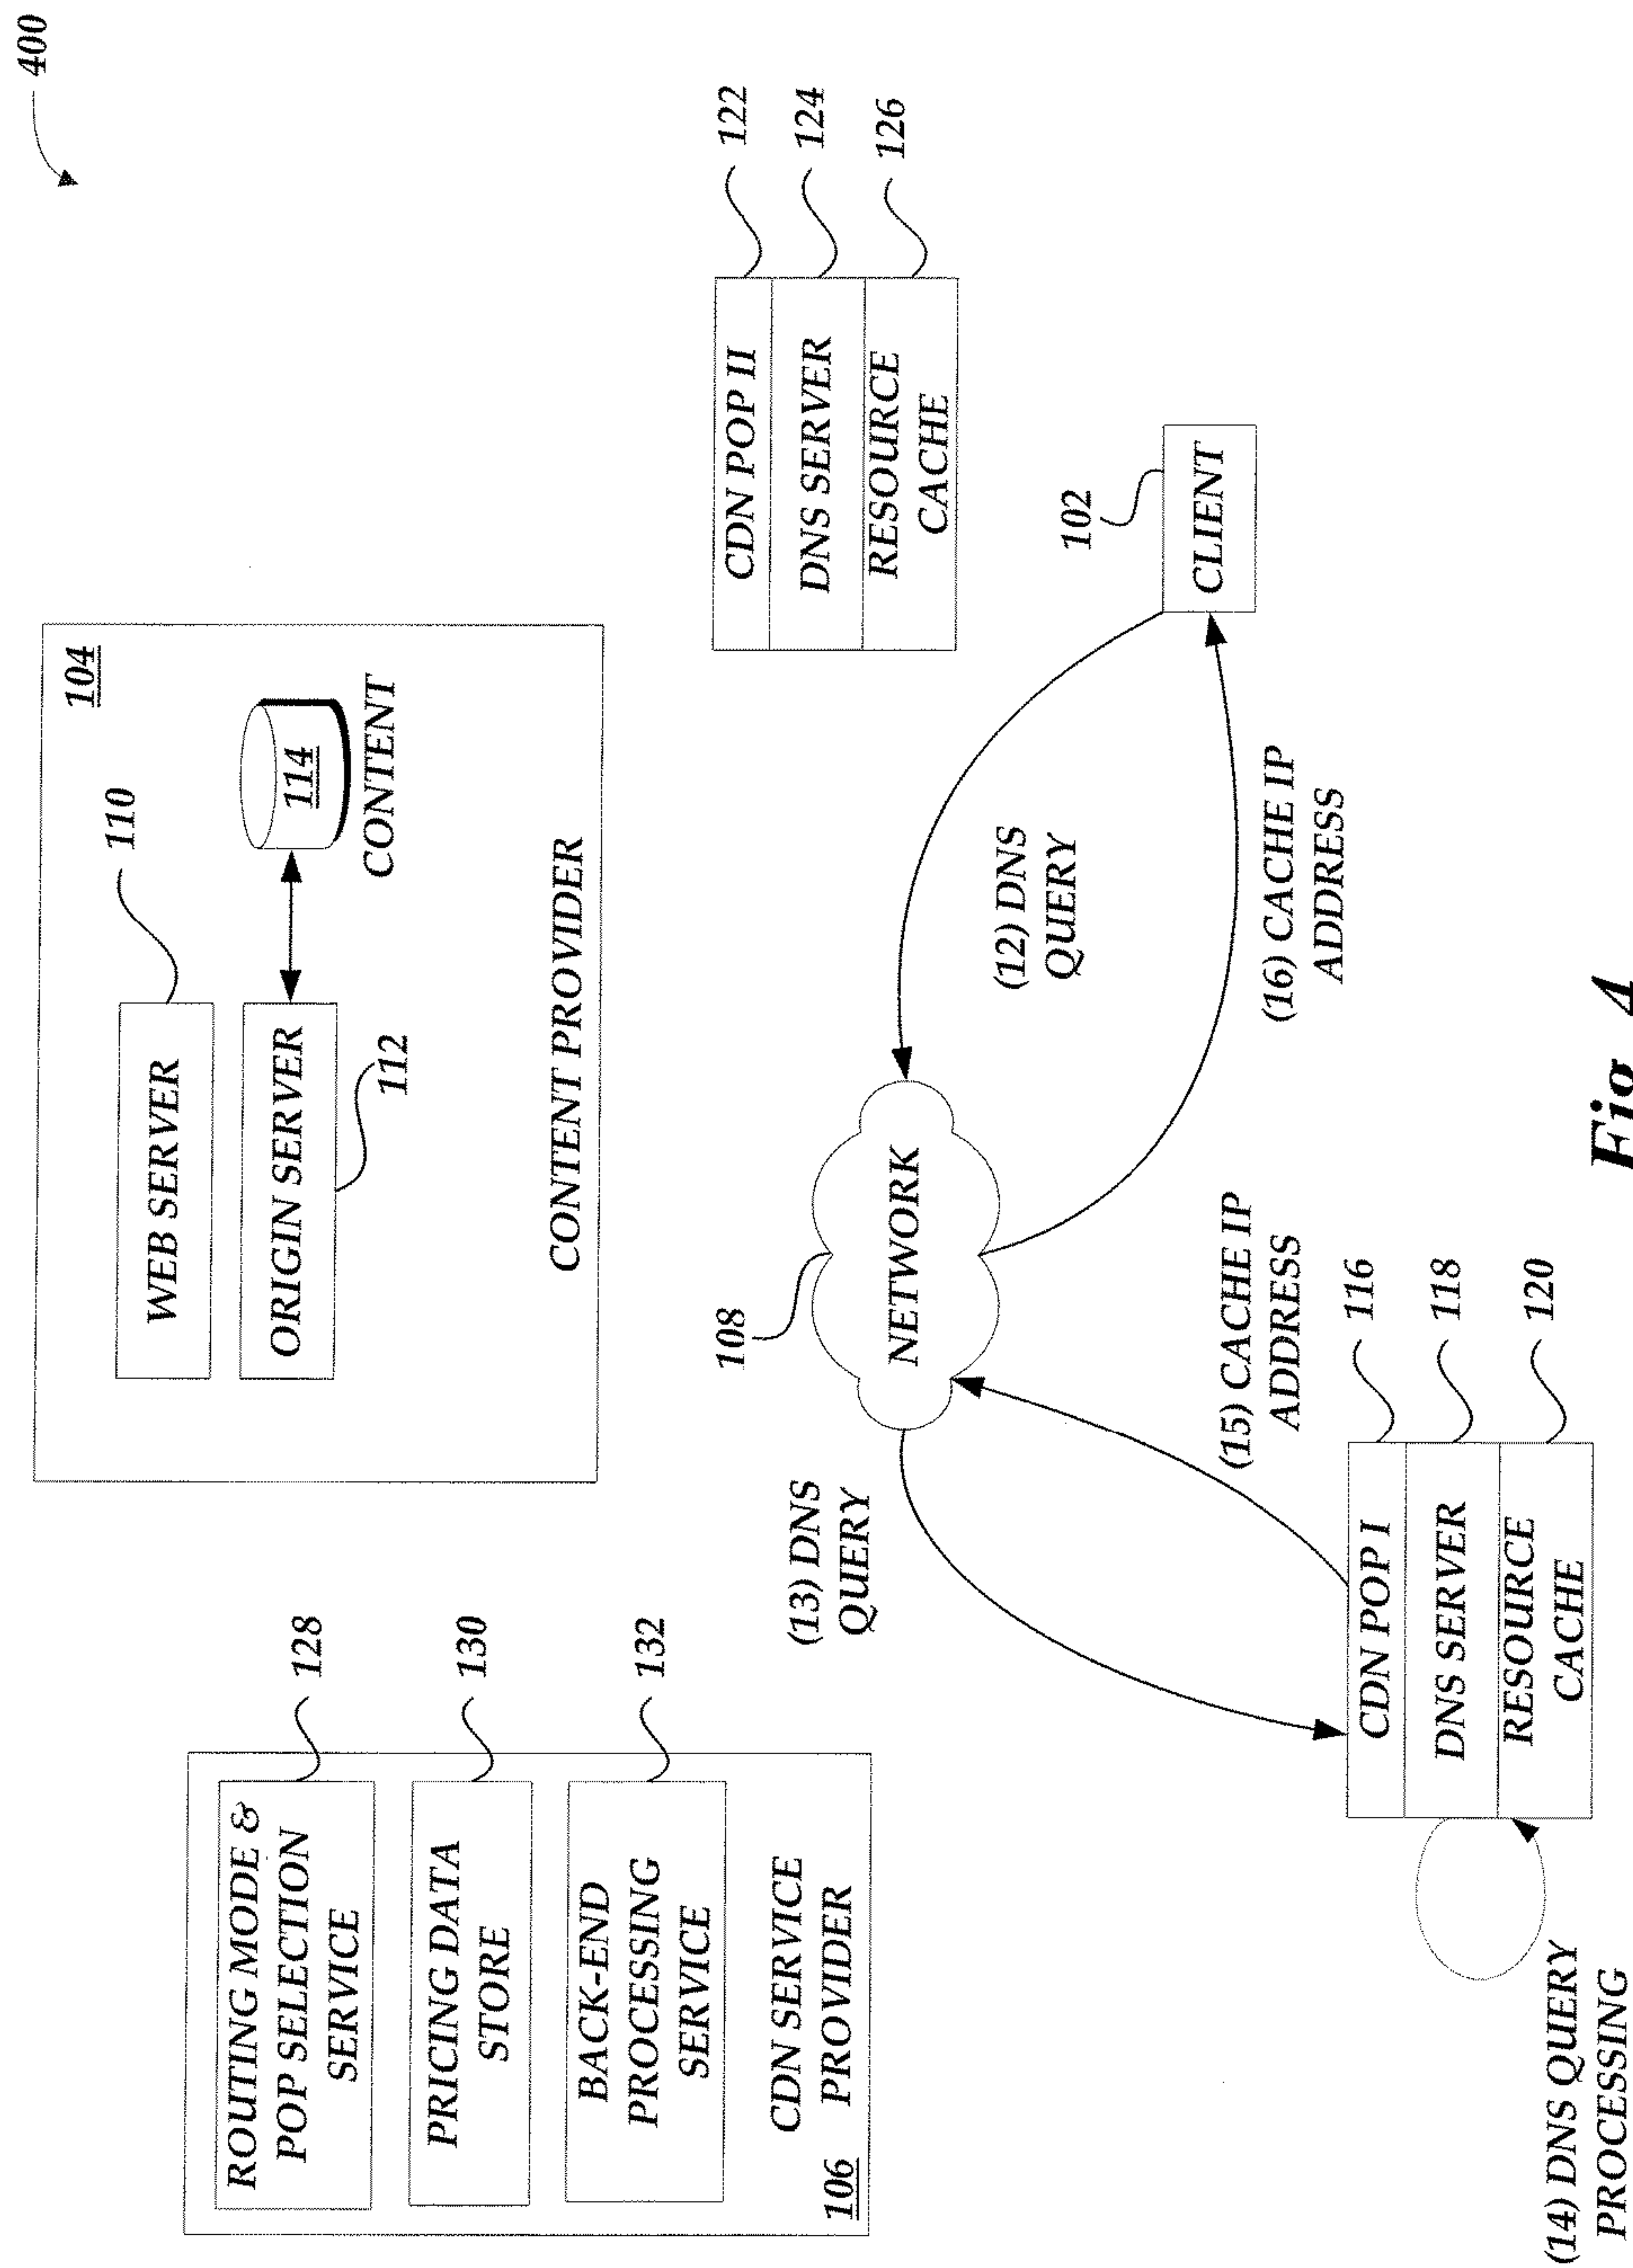 400
ROUTING MODE &
POP SELECTION
SERVICE
128
PRICING DATA
STORE
130
BACK-END
PROCESSING
SERVICE
132
CDN SERVICE
PROVIDER
106
104
WEB SERVER
110
ORIGIN SERVER
112
114
CONTENT
CONTENT PROVIDER
CDN POP II
122
DNS SERVER
124
RESOURCE
CACHE
126
108
NETWORK
102
CLIENT
(12) DNS
QUERY
(13) DNS
QUERY
(15) CACHE IP
ADDRESS
(16) CACHE IP
ADDRESS
CDN POP I
116
DNS SERVER
118
RESOURCE
CACHE
120
(14) DNS QUERY
PROCESSING
Fig. 4